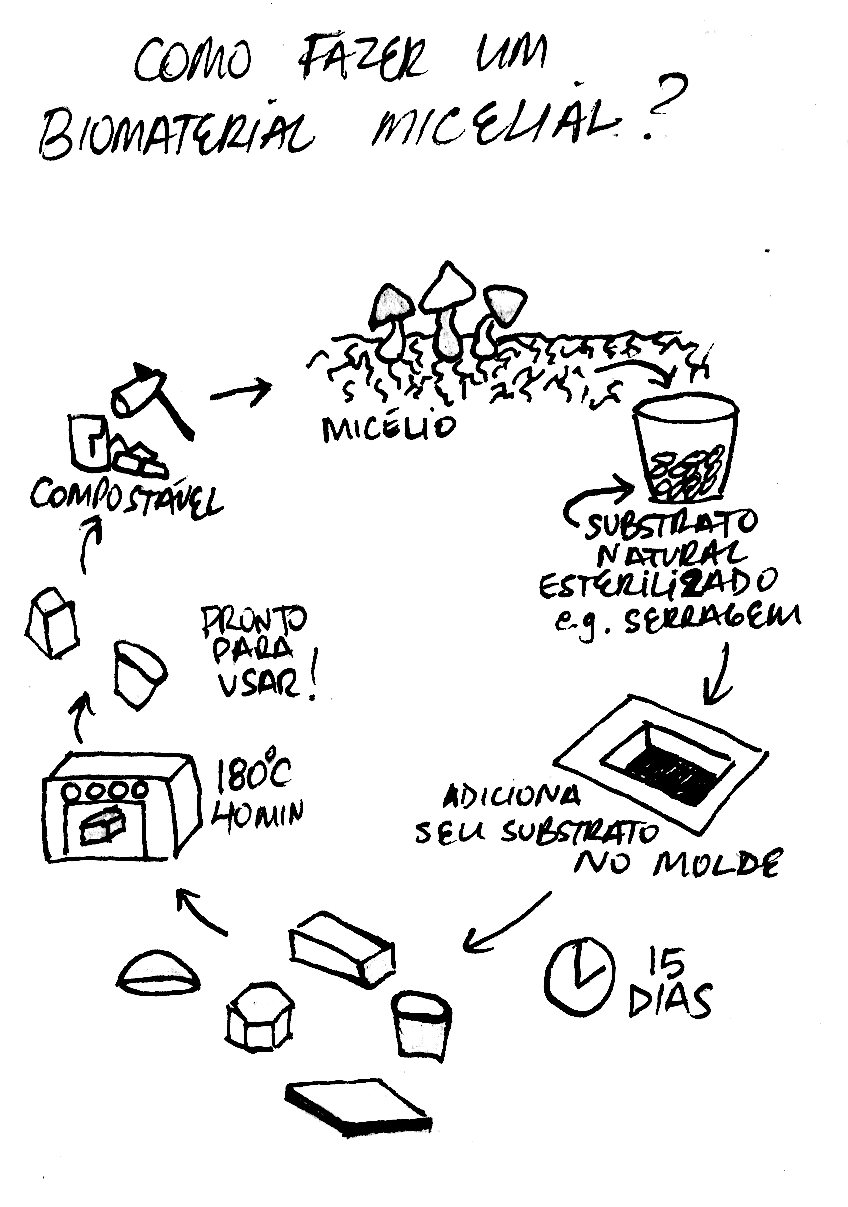 COMO FAZER UM
BIOMATERIAL MICELIAL?
MICÉLIO
COMPOSTÁVEL
SUBSTRATO
NATURAL
ESTERILIZADO
e.g. SERRAGEM
PRONTO
PARA
USAR!
180°C
40MIN
ADICIONA
SEU SUBSTRATO
NO MOLDE
15
DIAS